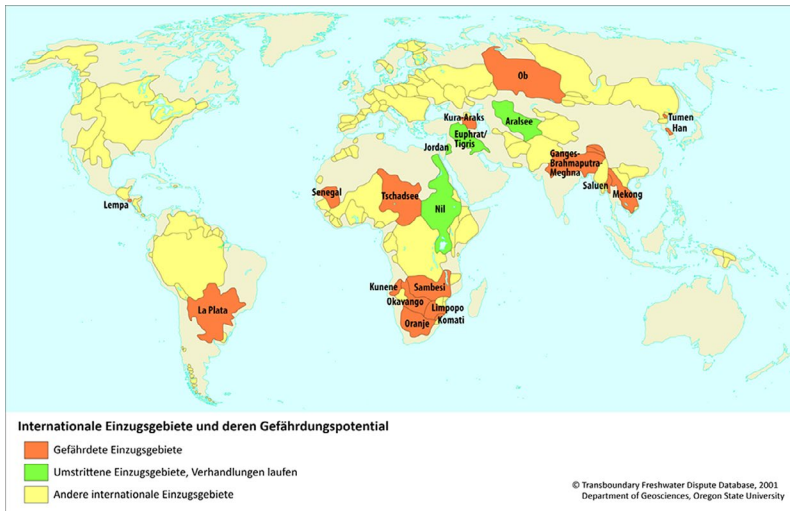 Ob
Kura-Araks
Aralsee
Tumen
Han
Euphrat/
Tigris
Jordan
Ganges-
Brahmaputra-
Meghna
Saluen
Mekong
Senegal
Tschadsee
Nil
Lempa
Kunene
Sambesi
Okavango
Limpopo
La Plata
Oranje
Komati
Internationale Einzugsgebiete und deren Gefährdungspotential
Gefährdete Einzugsgebiete
Umstrittene Einzugsgebiete, Verhandlungen laufen
Andere internationale Einzugsgebiete
© Transboundary Freshwater Dispute Database, 2001
Department of Geosciences, Oregon State University